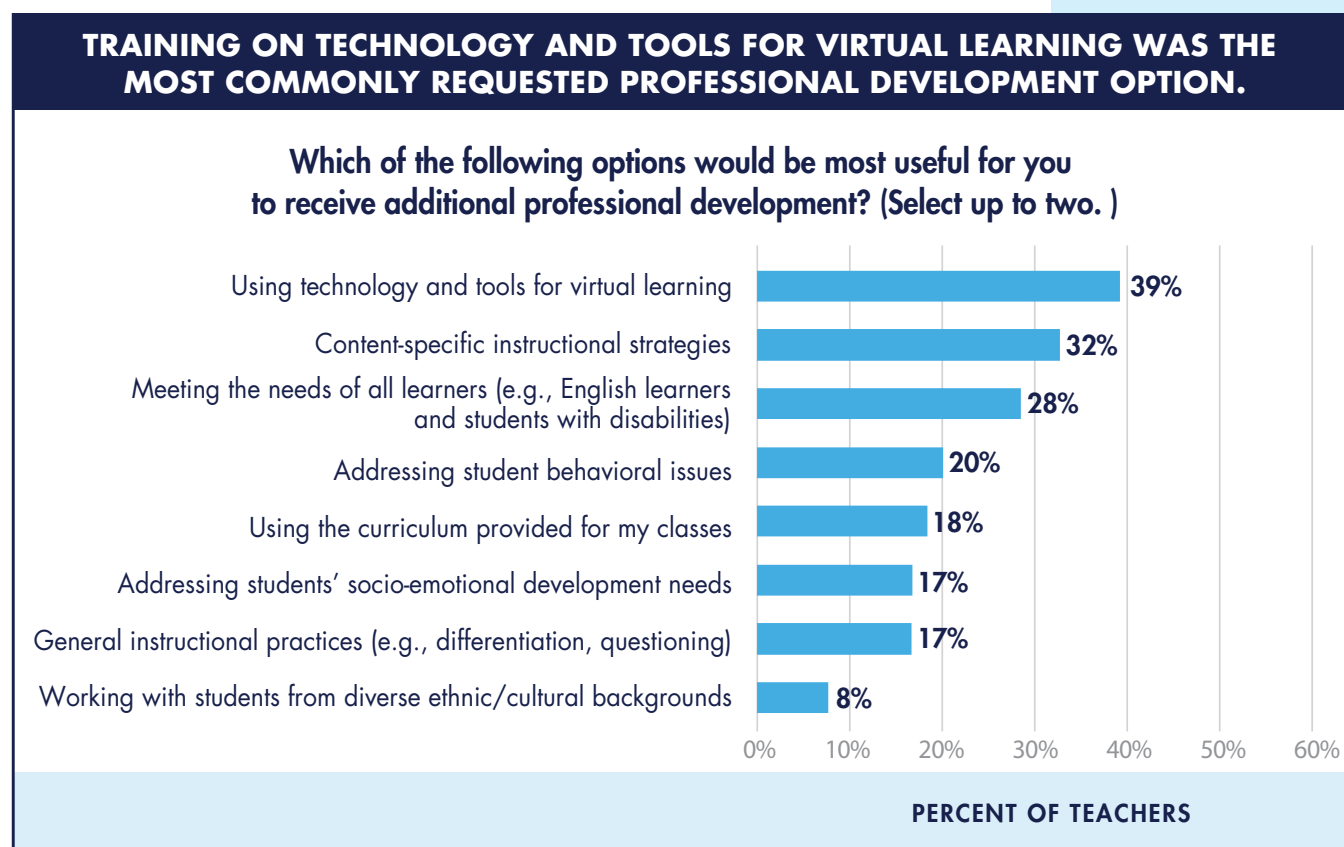 TRAINING ON TECHNOLOGY AND TOOLS FOR VIRTUAL LEARNING WAS THE
MOST COMMONLY REQUESTED PROFESSIONAL DEVELOPMENT OPTION.
Which of the following options would be most useful for you
to receive additional professional development? (Select up to two. )
Using technology and tools for virtual learning 39%
Content-specific instructional strategies 32%
Meeting the needs of all learners (e.g., English learners
and students with disabilities) 28%
Addressing student behavioral issues 20%
Using the curriculum provided for my classes 18%
Addressing students’ socio-emotional development needs 17%
General instructional practices (e.g., differentiation, questioning) 17%
Working with students from diverse ethnic/cultural backgrounds 8%
0% 10% 20% 30% 40% 50% 60%
PERCENT OF TEACHERS